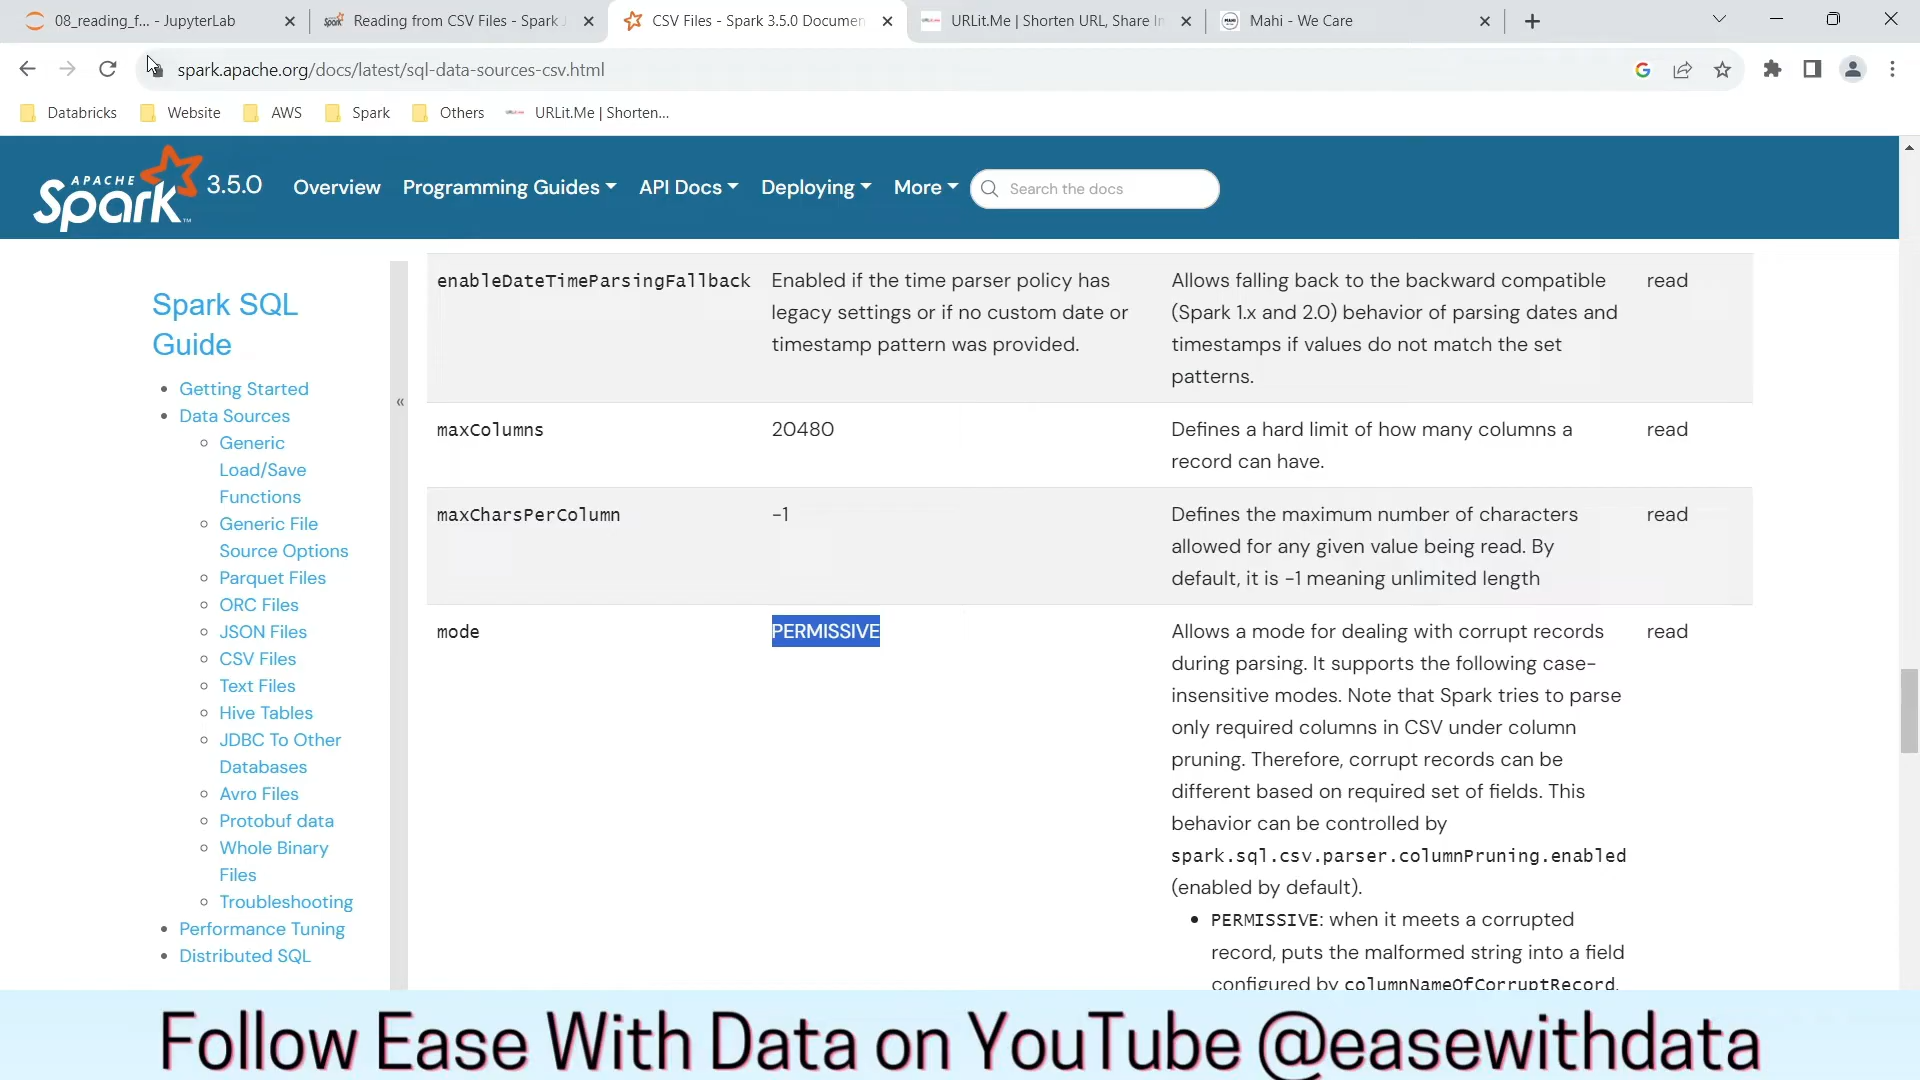 08_reading_f... - JupyterLab
Reading from CSV Files - Spark
CSV Files - Spark 3.5.0 Documen
URLit.Me | Shorten URL, Share
Mahi - We Care
spark.apache.org/docs/latest/sql-data-sources-csv.html
Databricks
Website
AWS
Spark
Others
URLit.Me | Shorten...
APACHE Spark™ 3.5.0
Overview
Programming Guides
API Docs
Deploying
More
Search the docs
Spark SQL
Guide
Getting Started
Data Sources
Generic
Load/Save
Functions
Generic File
Source Options
Parquet Files
ORC Files
JSON Files
CSV Files
Text Files
Hive Tables
JDBC To Other
Databases
Avro Files
Protobuf data
Whole Binary
Files
Troubleshooting
Performance Tuning
Distributed SQL
«
enableDateTimeParsingFallback
Enabled if the time parser policy has
legacy settings or if no custom date or
timestamp pattern was provided.
Allows falling back to the backward compatible
(Spark 1.x and 2.0) behavior of parsing dates and
timestamps if values do not match the set
patterns.
read
maxColumns
20480
Defines a hard limit of how many columns a
record can have.
read
maxCharsPerColumn
-1
Defines the maximum number of characters
allowed for any given value being read. By
default, it is -1 meaning unlimited length
read
mode
PERMISSIVE
Allows a mode for dealing with corrupt records
during parsing. It supports the following case-
insensitive modes. Note that Spark tries to parse
only required columns in CSV under column
pruning. Therefore, corrupt records can be
different based on required set of fields. This
behavior can be controlled by
spark.sql.csv.parser.columnPruning.enabled
(enabled by default).
PERMISSIVE: when it meets a corrupted
record, puts the malformed string into a field
configured by columnNameOfCorruptRecord.
read
Follow Ease With Data on YouTube @easewithdata